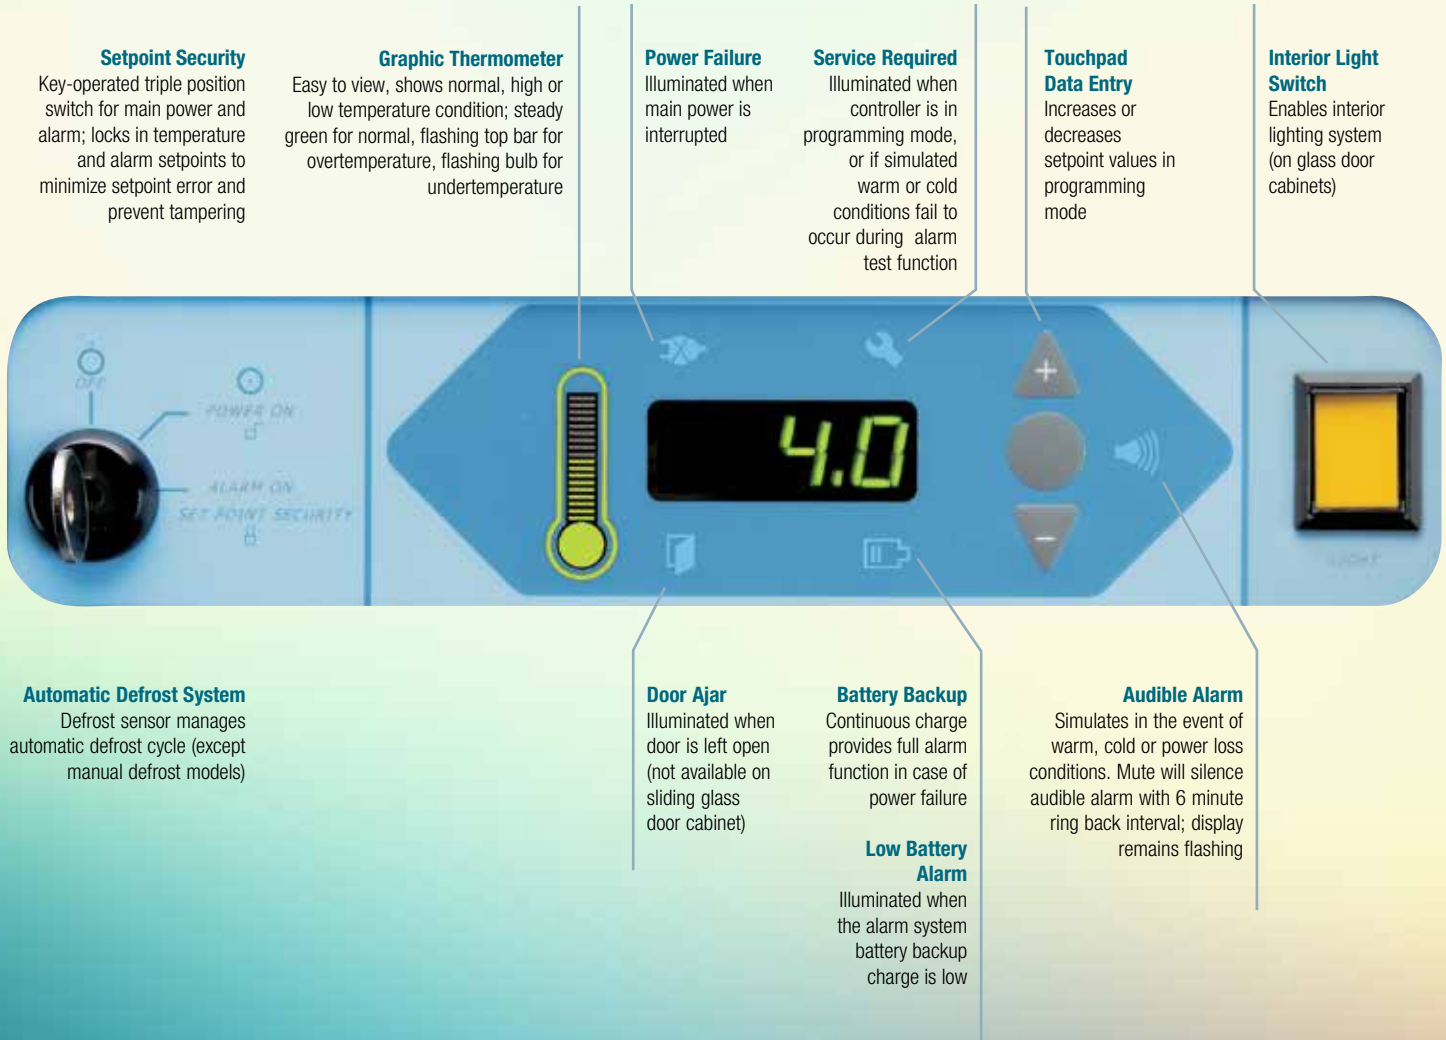 Setpoint Security
Key-operated triple position
switch for main power and
alarm; locks in temperature
and alarm setpoints to
minimize setpoint error and
prevent tampering
Graphic Thermometer
Easy to view, shows normal, high or
low temperature condition; steady
green for normal, flashing top bar for
overtemperature, flashing bulb for
undertemperature
Power Failure
Illuminated when
main power is
interrupted
Service Required
Illuminated when
controller is in
programming mode,
or if simulated
warm or cold
conditions fail to
occur during alarm
test function
Touchpad
Data Entry
Increases or
decreases
setpoint values in
programming
mode
Interior Light
Switch
Enables interior
lighting system
(on glass door
cabinets)
OFF
POWER ON
ALARM ON
SET POINT SECURITY
4.0
+
−
LIGHT
Automatic Defrost System
Defrost sensor manages
automatic defrost cycle (except
manual defrost models)
Door Ajar
Illuminated when
door is left open
(not available on
sliding glass
door cabinet)
Battery Backup
Continuous charge
provides full alarm
function in case of
power failure
Low Battery
Alarm
Illuminated when
the alarm system
battery backup
charge is low
Audible Alarm
Simulates in the event of
warm, cold or power loss
conditions. Mute will silence
audible alarm with 6 minute
ring back interval; display
remains flashing